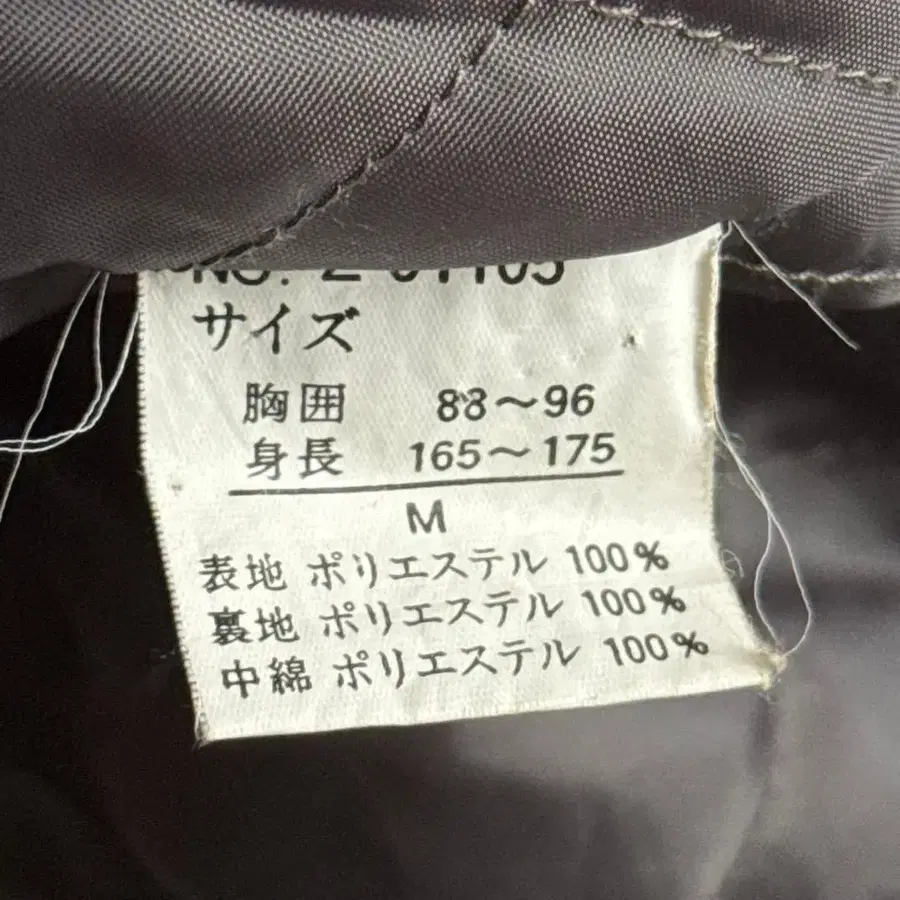 サイズ
胸囲 88〜96
身長 165〜175
M
表地 ポリエステル 100%
裏地 ポリエステル 100%
中綿 ポリエステル 100%